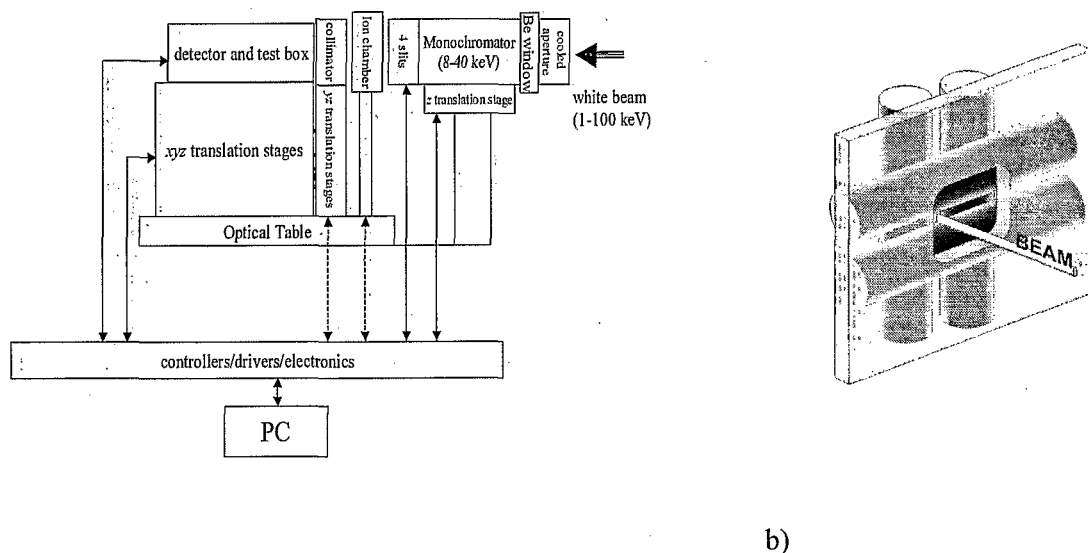 detector and test box
collimator
Ion chamber
4 slits
Monochromator
(8-40 keV)
Be window
cooled
aperture
white beam
(1-100 keV)
xyz translation stages
yz translation stages
z translation stage
Optical Table
controllers/drivers/electronics
PC
BEAM
b)